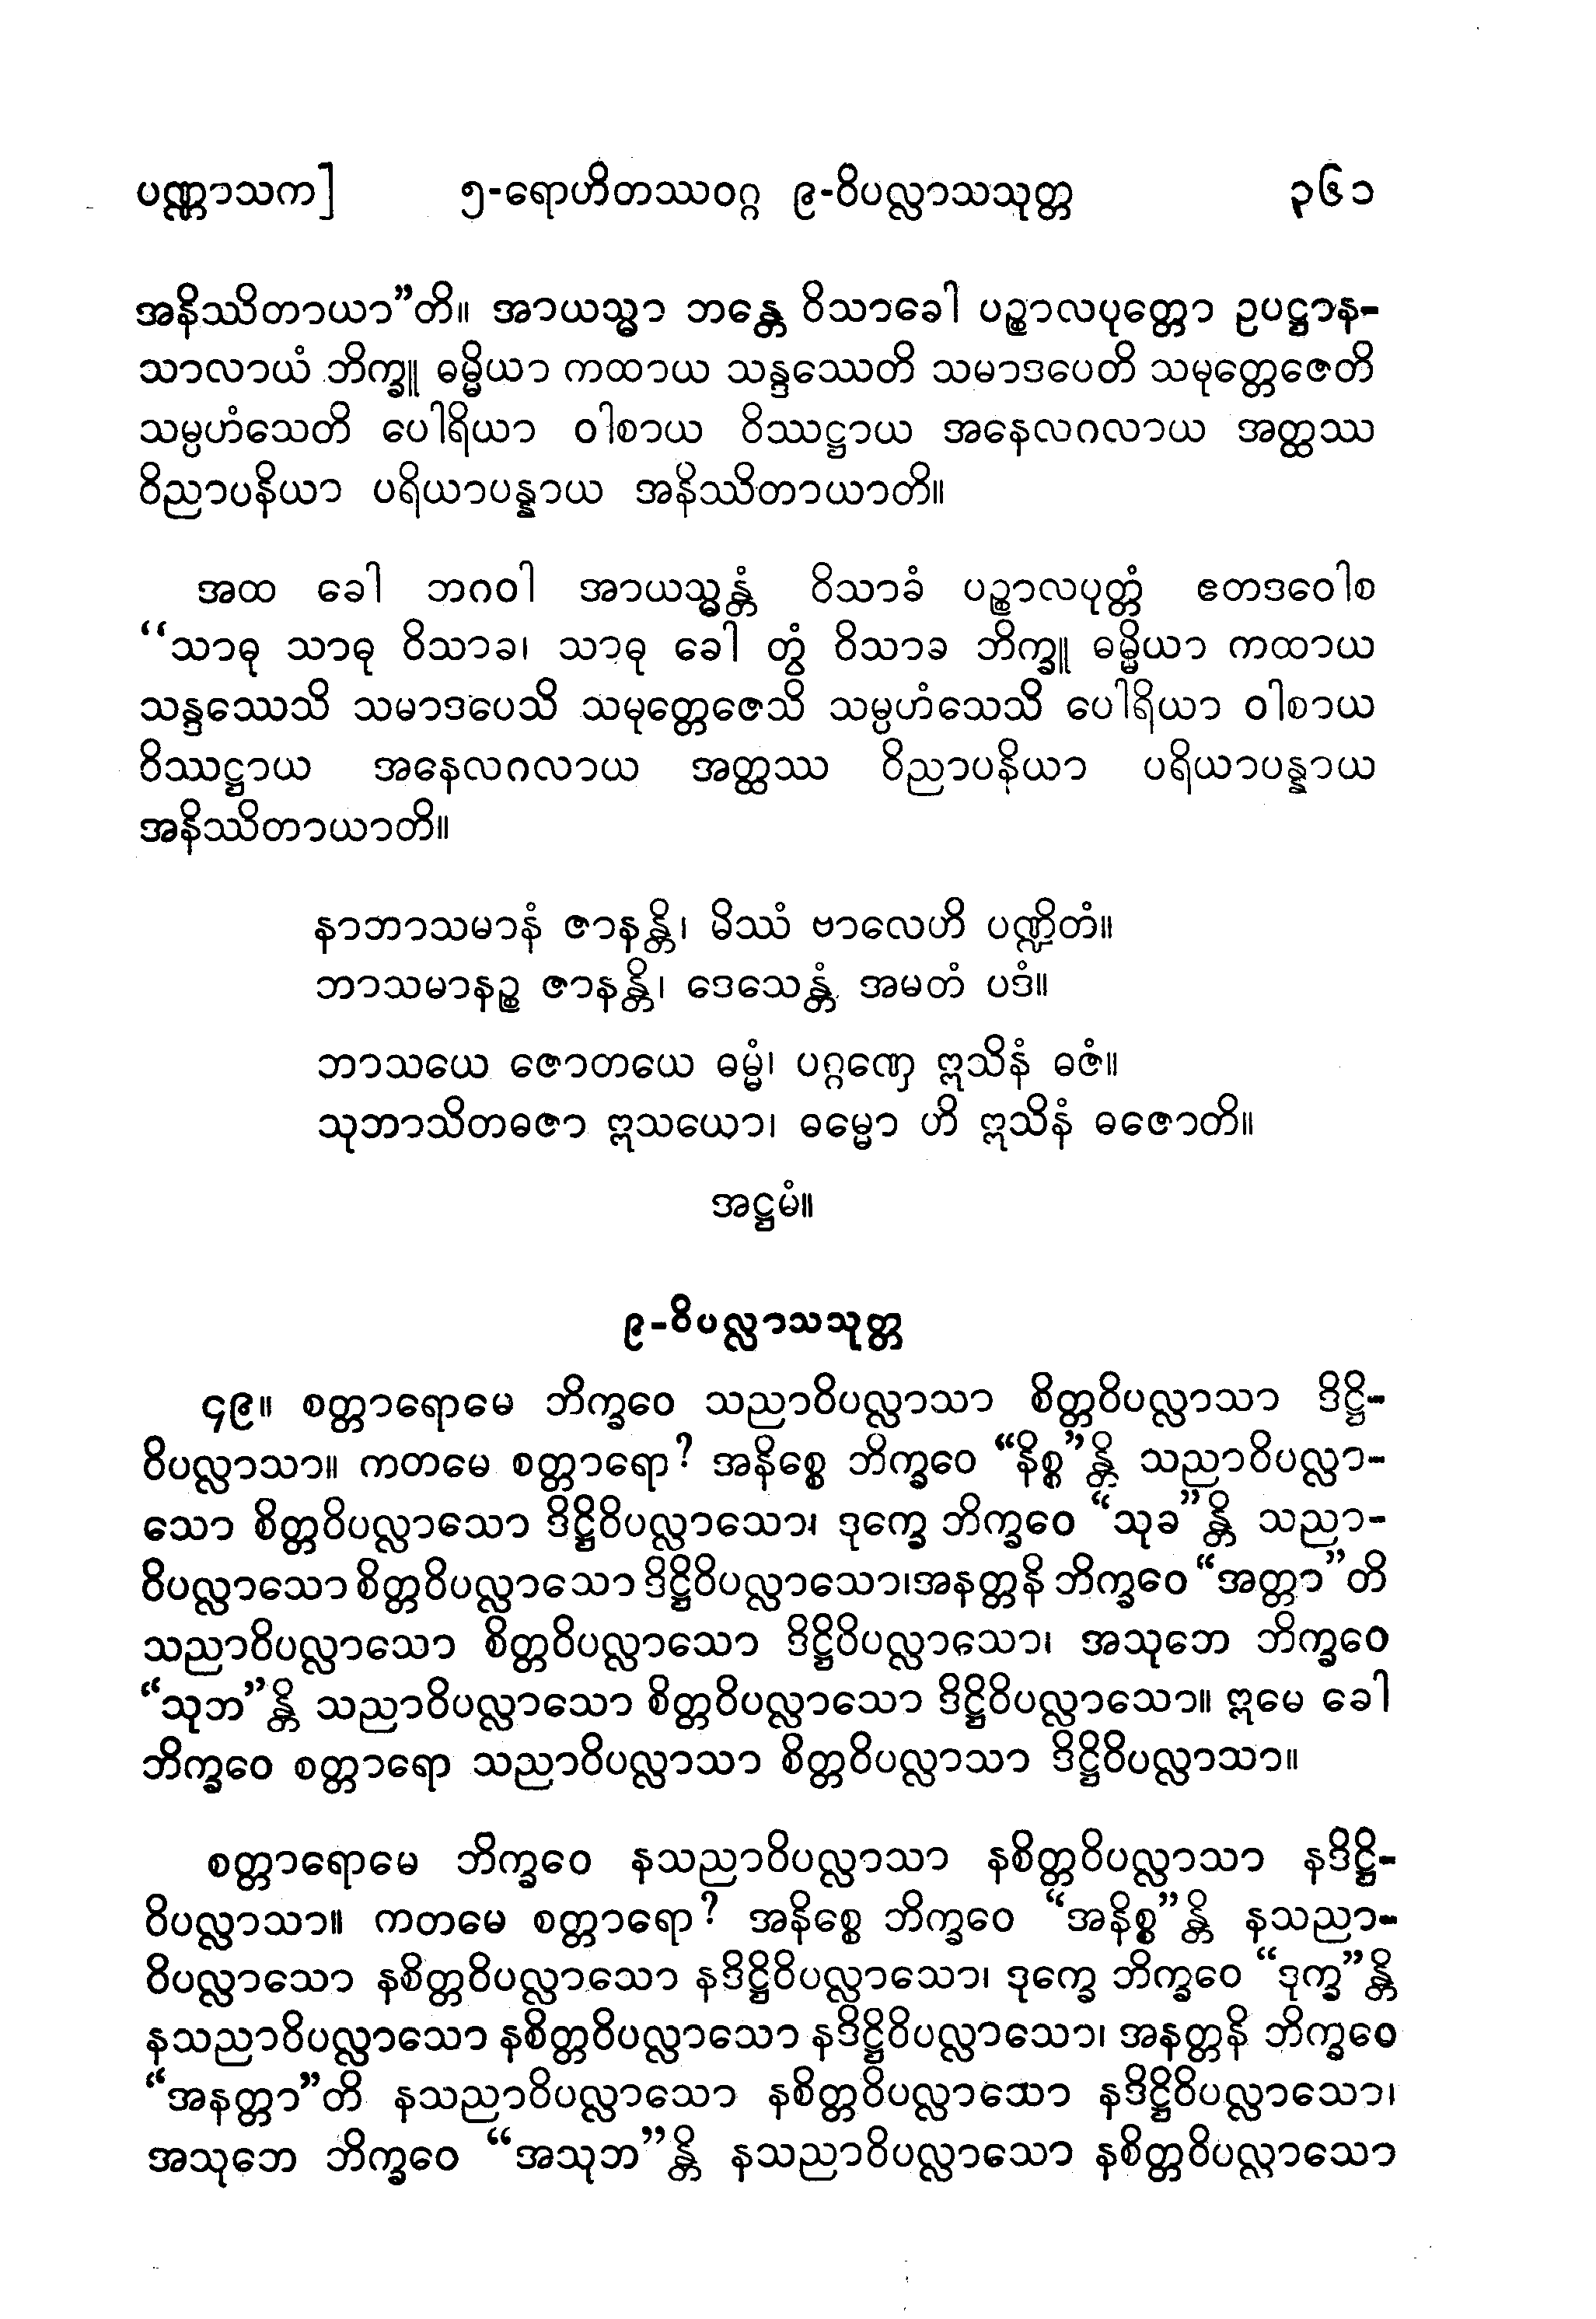 ပဏ္ဏာသက]    ၅-ရောဟိတဿဝဂ္ဂ ၉-ဝိပလ္လာသသုတ္တ    ၃၆၁
အနိဿိတာယာ”တိ။ အာယသ္မာ ဘန္တေ ဝိသာခေါ ပဉ္စာလပုတ္တော ဥပဋ္ဌာန-
သာလာယံ ဘိက္ခူ ဓမ္မိယာ ကထာယ သန္ဒဿေတိ သမာဒပေတိ သမုတ္တေဇေတိ
သမ္ပဟံသေတိ ပေါရိယာ ဝါစာယ ဝိဿဋ္ဌာယ အနေလဂလာယ အတ္ထဿ
ဝိညာပနိယာ ပရိယာပန္နာယ အနိဿိတာယာတိ။
အထ ခေါ ဘဂဝါ အာယသ္မန္တံ ဝိသာခံ ပဉ္စာလပုတ္တံ ဧတဒဝေါစ
“သာဓု သာဓု ဝိသာခ၊ သာဓု ခေါ တွံ ဝိသာခ ဘိက္ခူ ဓမ္မိယာ ကထာယ
သန္ဒဿေသိ သမာဒပေသိ သမုတ္တေဇေသိ သမ္ပဟံသေသိ ပေါရိယာ ဝါစာယ
ဝိဿဋ္ဌာယ အနေလဂလာယ အတ္ထဿ ဝိညာပနိယာ ပရိယာပန္နာယ
အနိဿိတာယာတိ။
နာဘာသမာနံ ဇာနန္တိ၊ မိဿံ ဗာလေဟိ ပဏ္ဍိတံ။
ဘာသမာနဉ္စ ဇာနန္တိ၊ ဒေသေန္တံ အမတံ ပဒံ။
ဘာသယေ ဇောတယေ ဓမ္မံ၊ ပဂ္ဂဏှေ ဣသိနံ ဓဇံ။
သုဘာသိတဓဇာ ဣသယော၊ ဓမ္မော ဟိ ဣသိနံ ဓဇောတိ။
အဋ္ဌမံ။
၉-ဝိပလ္လာသသုတ္တ
၄၉။ စတ္တာရောမေ ဘိက္ခဝေ သညာဝိပလ္လာသာ စိတ္တဝိပလ္လာသာ ဒိဋ္ဌိ-
ဝိပလ္လာသာ။ ကတမေ စတ္တာရော? အနိစ္စေ ဘိက္ခဝေ “နိစ္စ”န္တိ သညာဝိပလ္လာ-
သော စိတ္တဝိပလ္လာသော ဒိဋ္ဌိဝိပလ္လာသော၊ ဒုက္ခေ ဘိက္ခဝေ “သုခ”န္တိ သညာ-
ဝိပလ္လာသော စိတ္တဝိပလ္လာသော ဒိဋ္ဌိဝိပလ္လာသော၊အနတ္တနိ ဘိက္ခဝေ “အတ္တာ”တိ
သညာဝိပလ္လာသော စိတ္တဝိပလ္လာသော ဒိဋ္ဌိဝိပလ္လာသော၊ အသုဘေ ဘိက္ခဝေ
“သုဘ”န္တိ သညာဝိပလ္လာသော စိတ္တဝိပလ္လာသော ဒိဋ္ဌိဝိပလ္လာသော။ ဣမေ ခေါ
ဘိက္ခဝေ စတ္တာရော သညာဝိပလ္လာသာ စိတ္တဝိပလ္လာသာ ဒိဋ္ဌိဝိပလ္လာသာ။
စတ္တာရောမေ ဘိက္ခဝေ နသညာဝိပလ္လာသာ နစိတ္တဝိပလ္လာသာ နဒိဋ္ဌိ-
ဝိပလ္လာသာ။ ကတမေ စတ္တာရော? အနိစ္စေ ဘိက္ခဝေ “အနိစ္စ”န္တိ နသညာ-
ဝိပလ္လာသော နစိတ္တဝိပလ္လာသော နဒိဋ္ဌိဝိပလ္လာသော၊ ဒုက္ခေ ဘိက္ခဝေ “ဒုက္ခ”န္တိ
နသညာဝိပလ္လာသော နစိတ္တဝိပလ္လာသော နဒိဋ္ဌိဝိပလ္လာသော၊ အနတ္တနိ ဘိက္ခဝေ
“အနတ္တာ”တိ နသညာဝိပလ္လာသော နစိတ္တဝိပလ္လာသော နဒိဋ္ဌိဝိပလ္လာသော၊
အသုဘေ ဘိက္ခဝေ “အသုဘ”န္တိ နသညာဝိပလ္လာသော နစိတ္တဝိပလ္လာသော